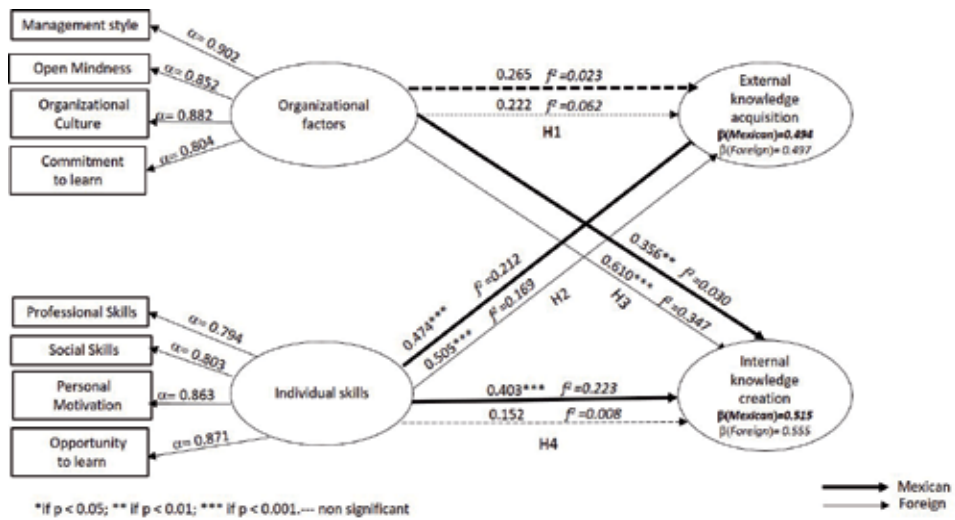 Management style
α= 0.902
Open Mindness
α=0.852
Organizational
Culture
α= 0.882
Commitment
to learn
α= 0.804
Organizational
factors
0.265 f²=0.023
0.222 f²=0.062
H1
External
knowledge
acquisition
β(Mexican)=0.494
β(Foreign)= 0.497
0.356** f²=0.030
0.610*** f²=0.347
H3
0.474*** f²=0.212
0.505*** f²=0.169
H2
Professional Skills
α= 0.794
Social Skills
α= 0.803
Personal
Motivation
α= 0.863
Opportunity
to learn
α= 0.871
Individual skills
0.403*** f²=0.223
0.152 f²=0.008
H4
Internal
knowledge
creation
β(Mexican)=0.515
β(Foreign)= 0.555
*if p < 0.05; ** if p < 0.01; *** if p < 0.001.--- non significant
Mexican
Foreign